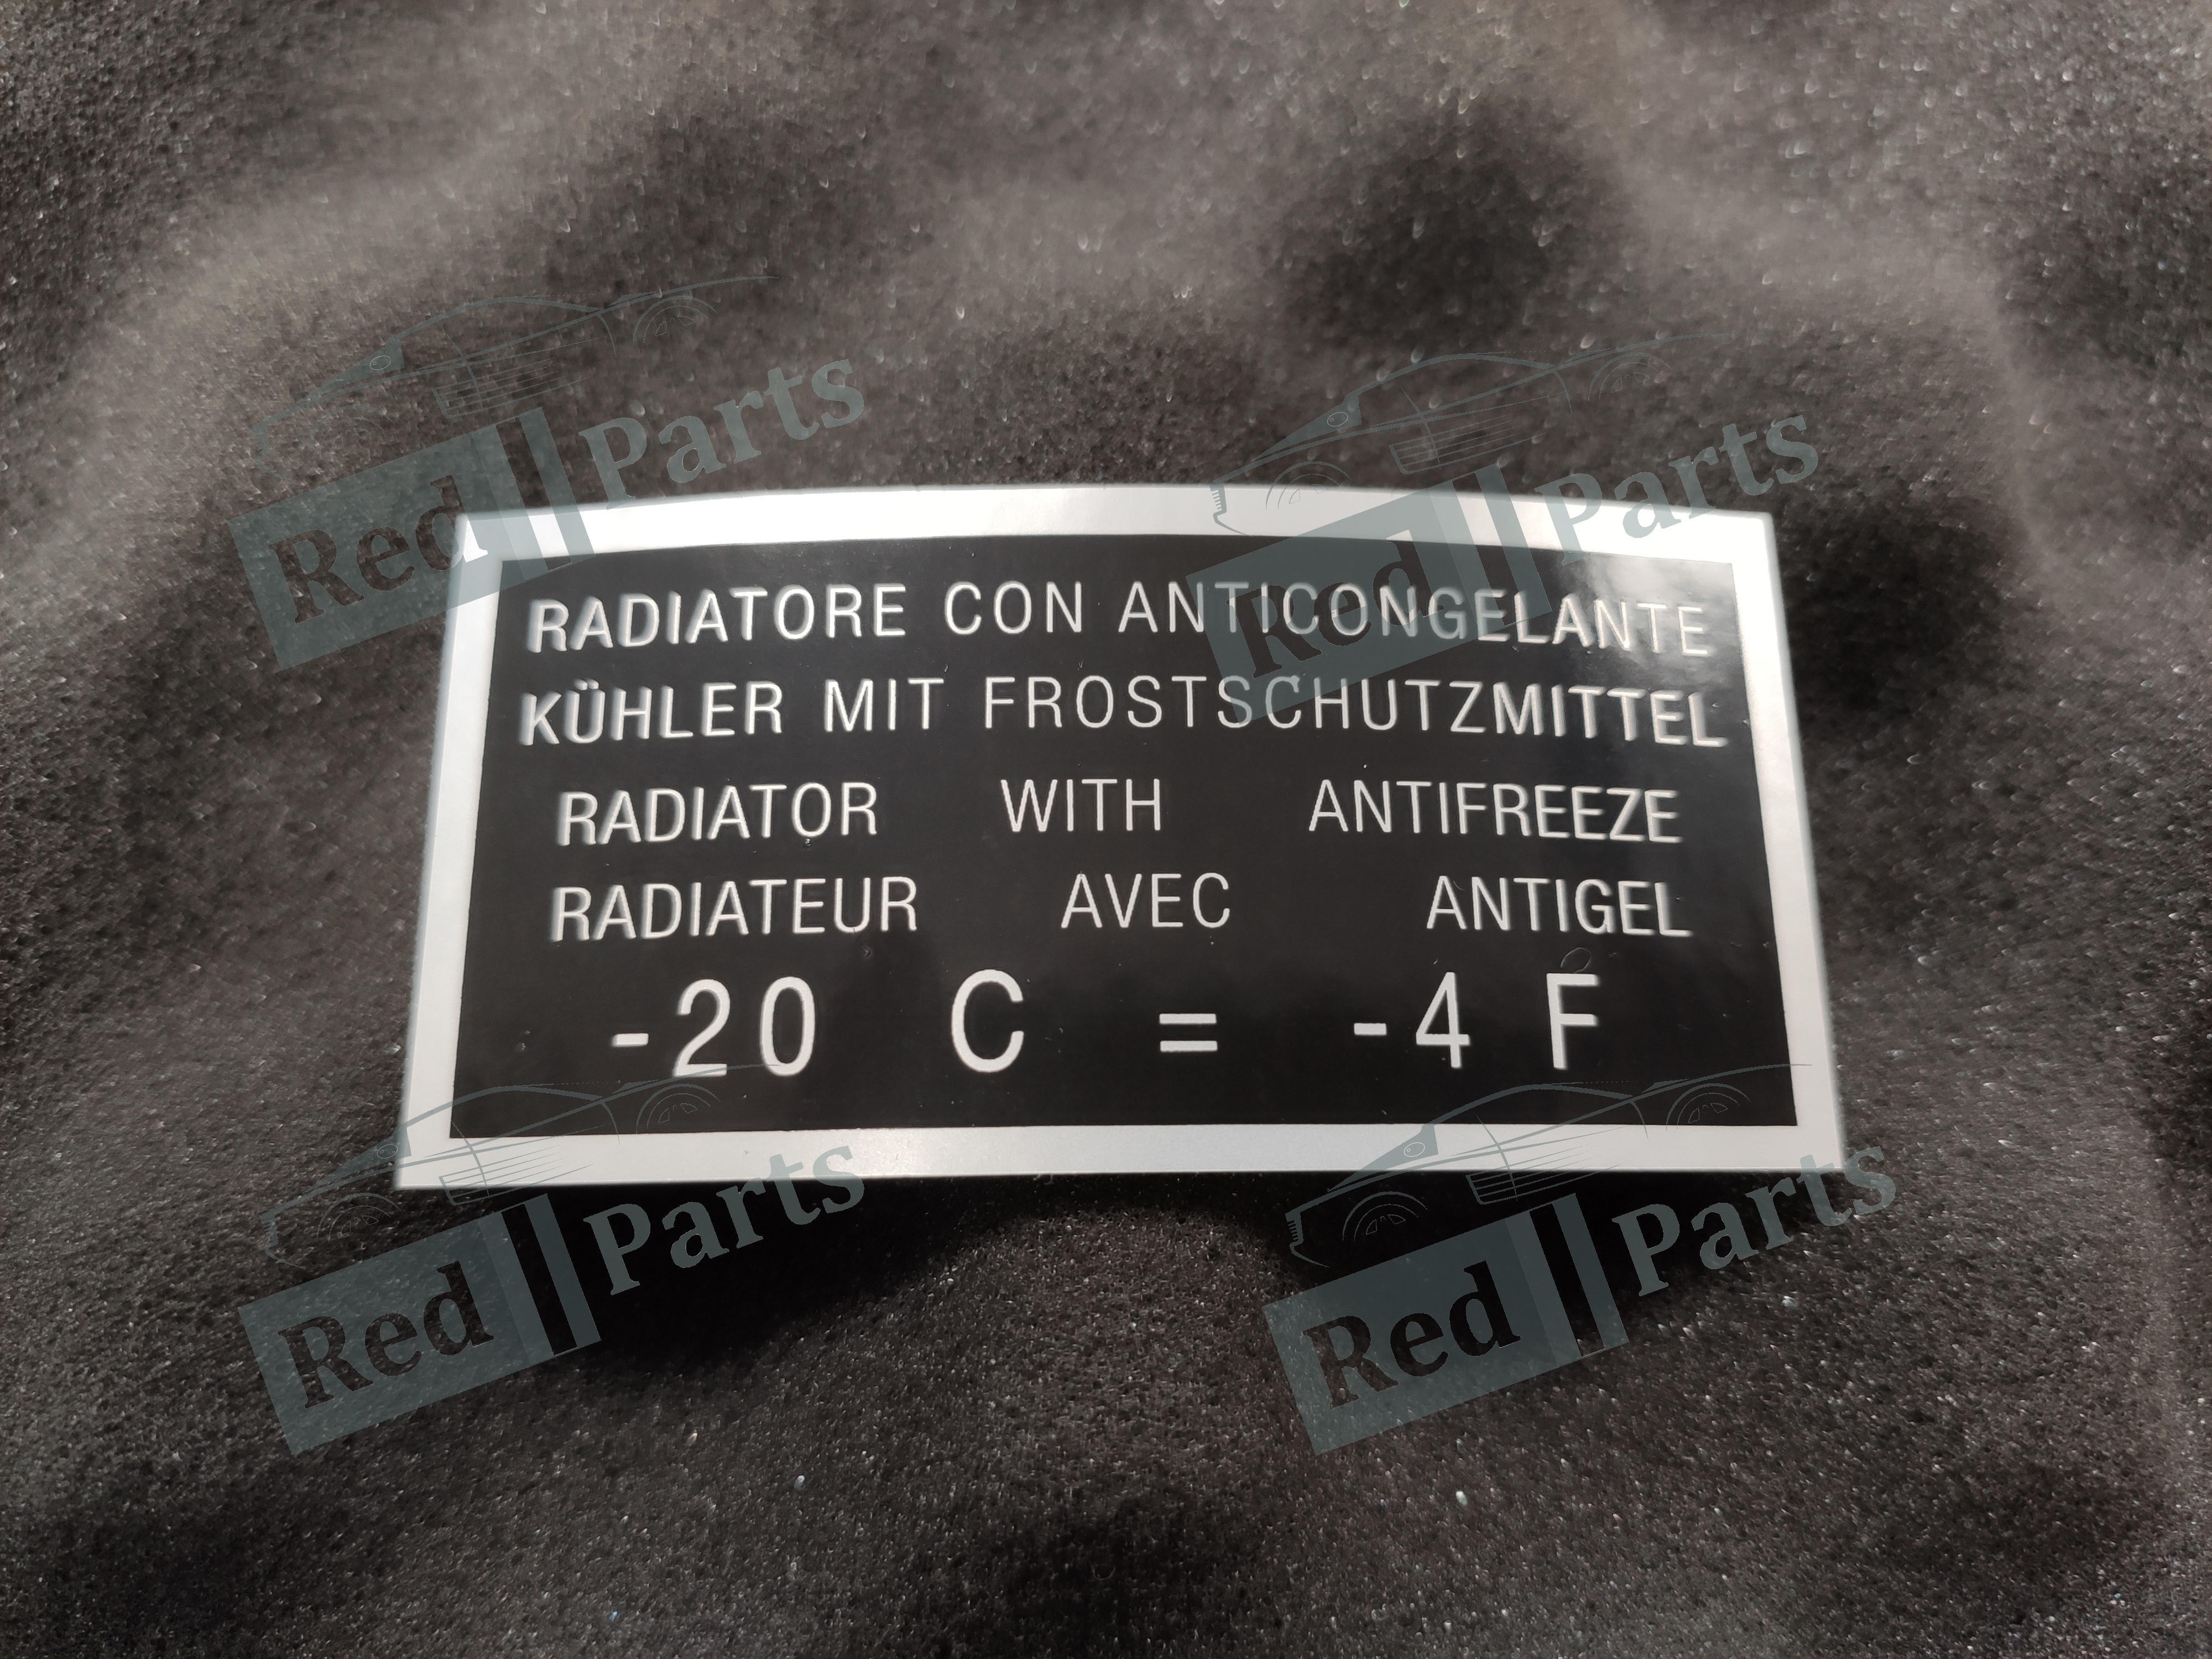 RADIATORE CON ANTICONGELANTE
KÜHLER MIT FROSTSCHUTZMITTEL
RADIATOR WITH ANTIFREEZE
RADIATEUR AVEC ANTIGEL
-20 C = -4 F
Red Parts
Red Parts
Red Parts
Red Parts